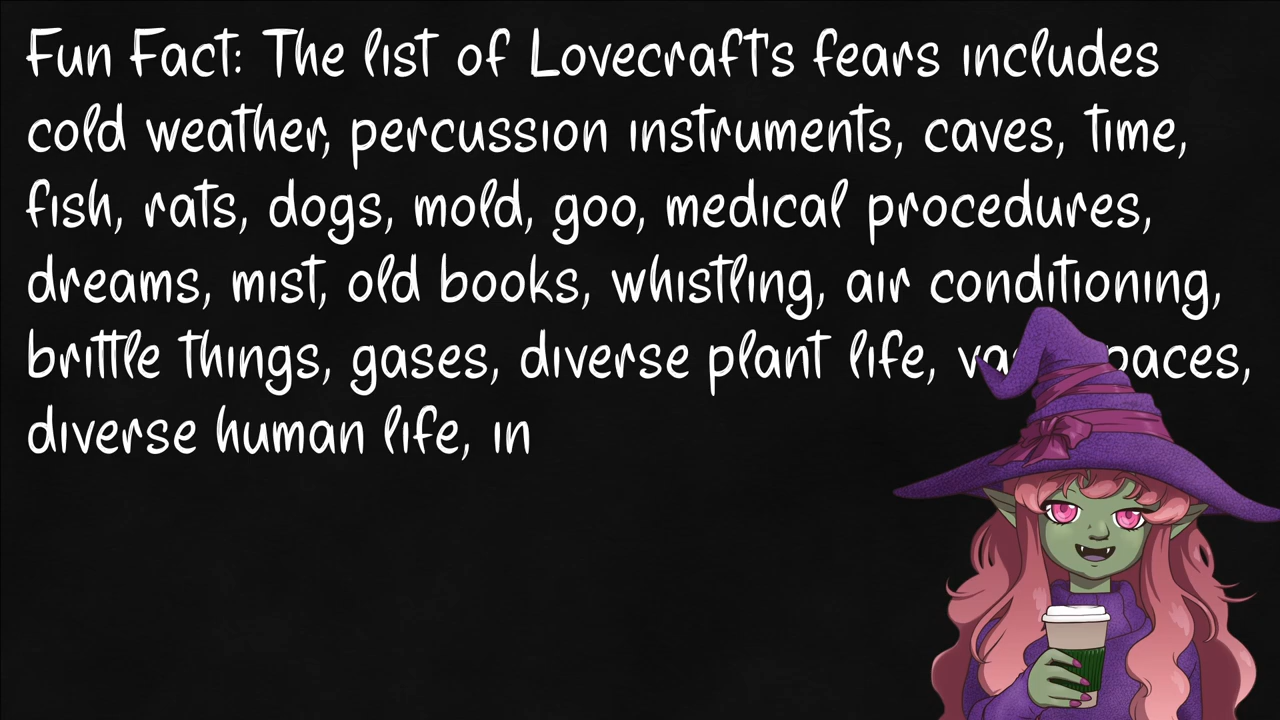 Fun Fact: The list of Lovecraft's fears includes
cold weather, percussion instruments, caves, time,
fish, rats, dogs, mold, goo, medical procedures,
dreams, mist, old books, whistling, air conditioning,
brittle things, gases, diverse plant life,
diverse human life, in